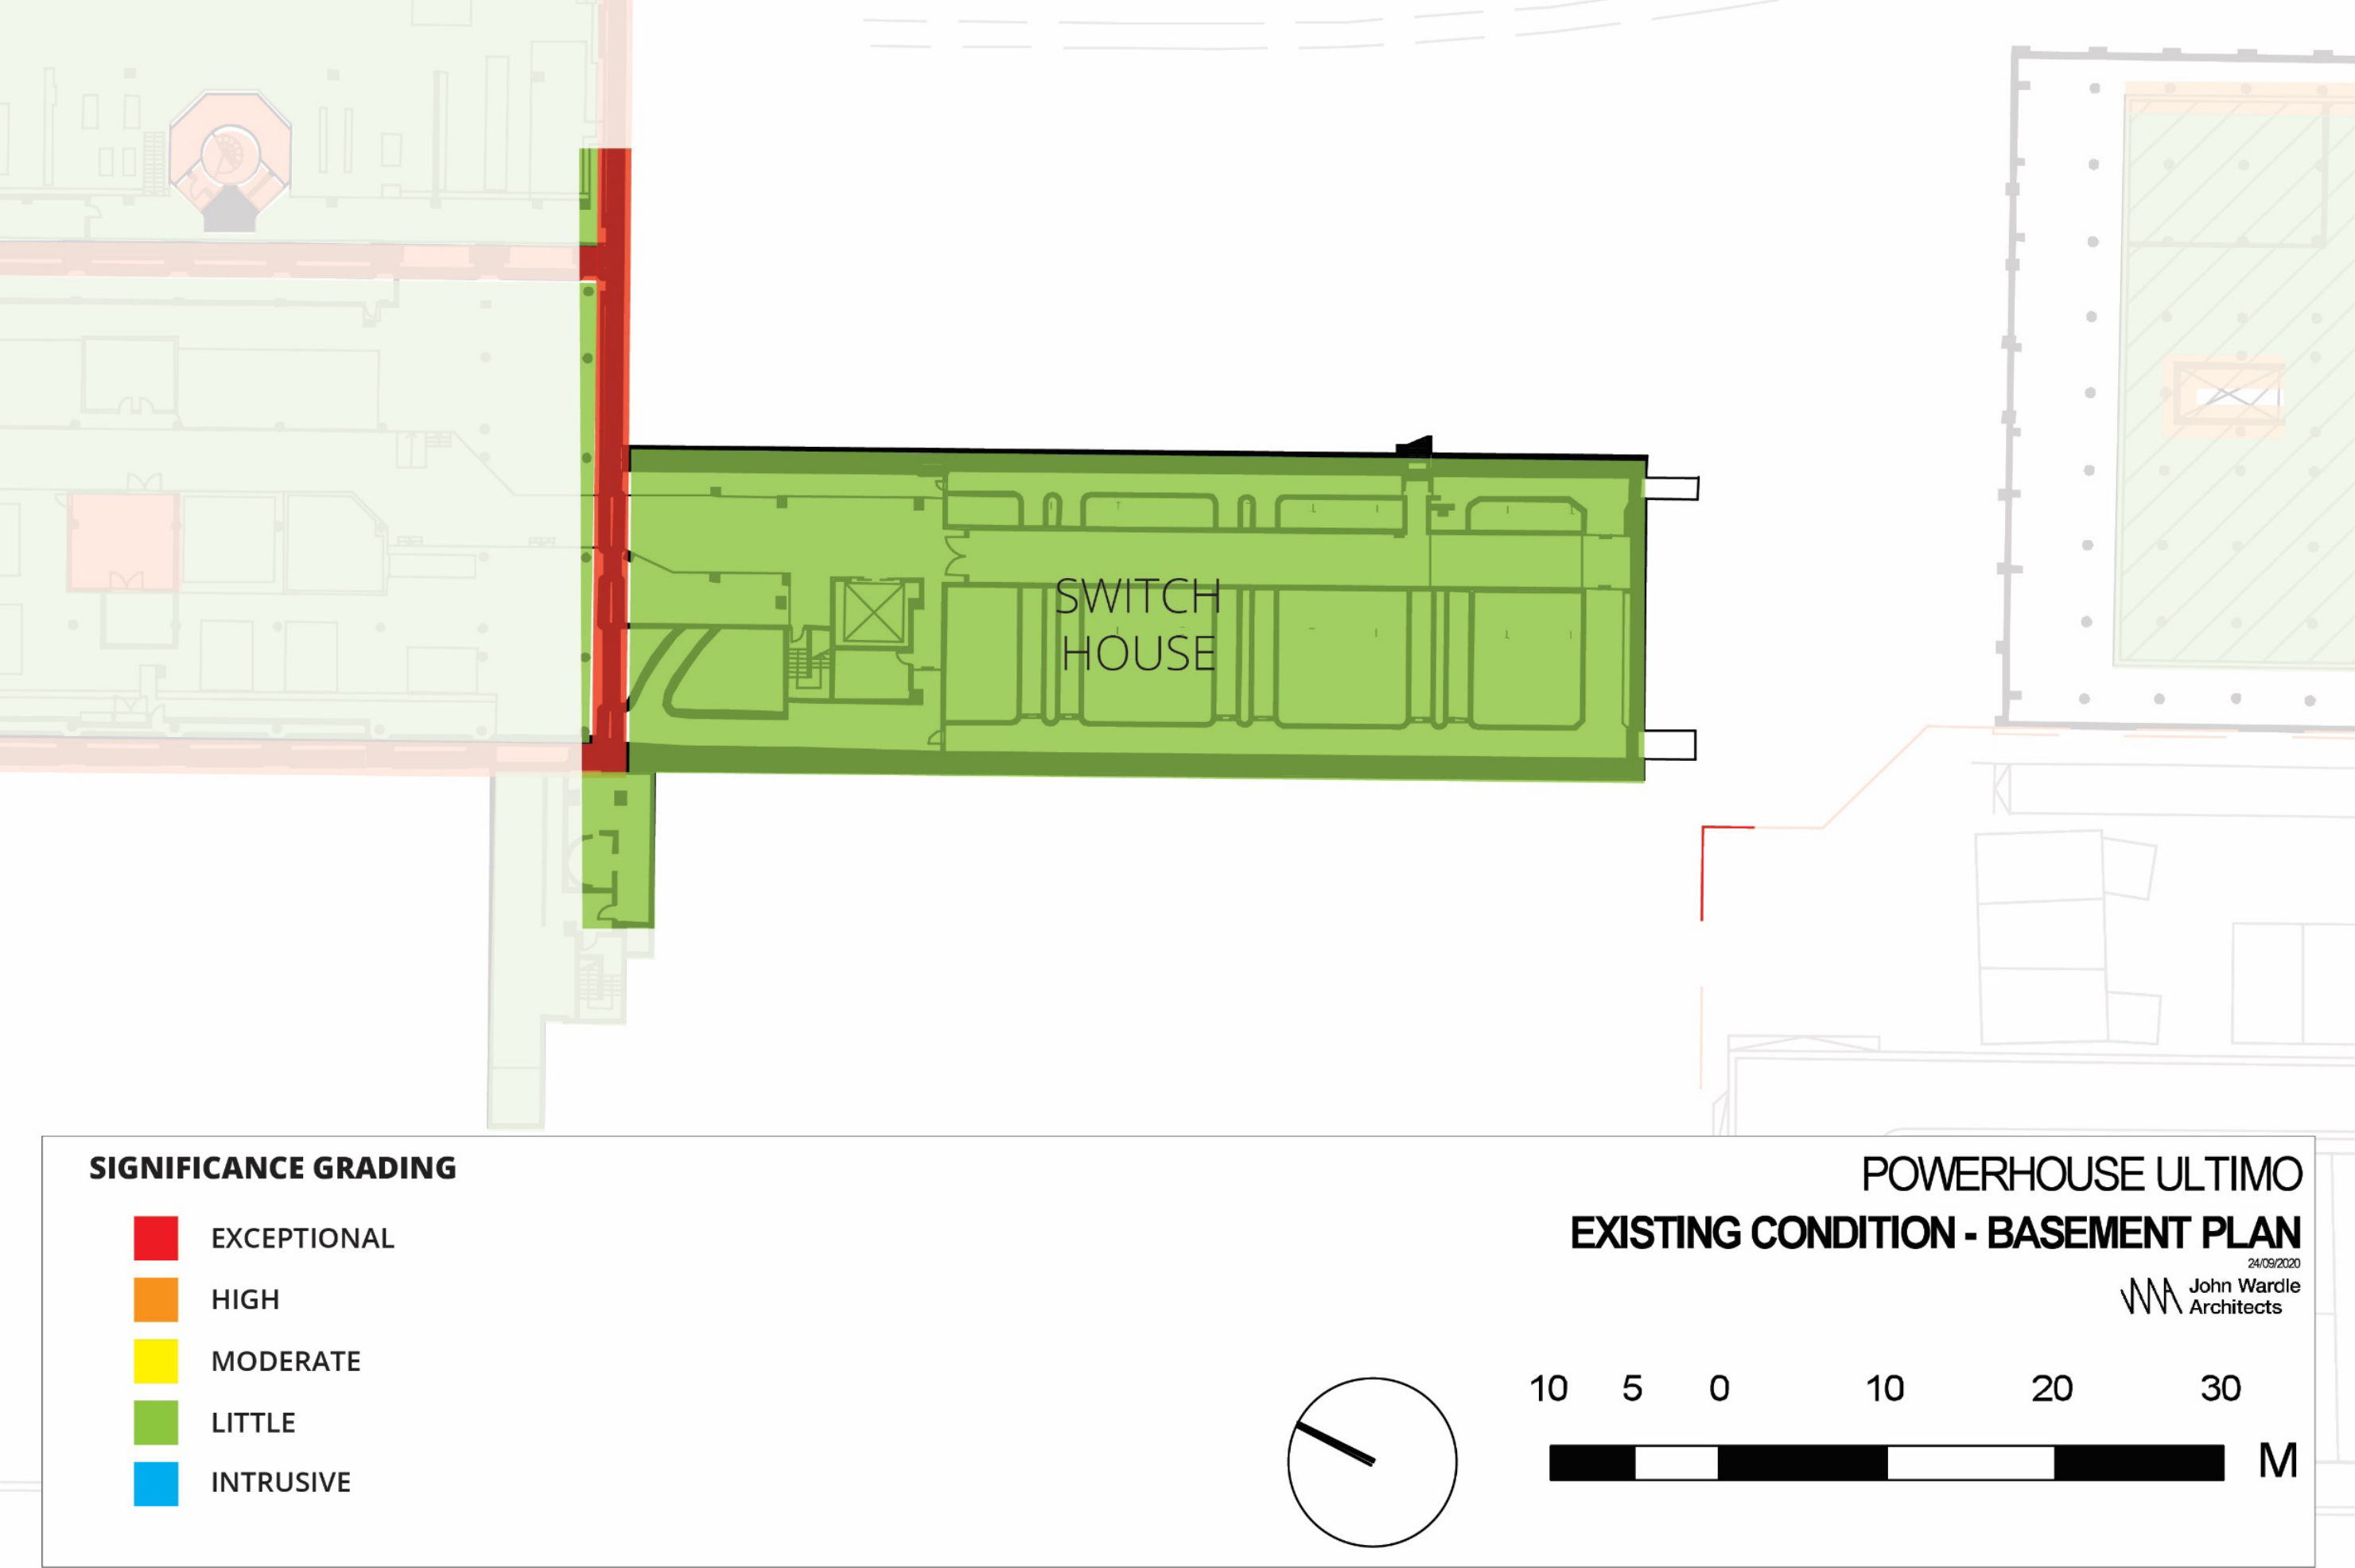 SWITCH
HOUSE
SIGNIFICANCE GRADING
EXCEPTIONAL
HIGH
MODERATE
LITTLE
INTRUSIVE
POWERHOUSE ULTIMO
EXISTING CONDITION - BASEMENT PLAN
24/09/2020
John Wardle
Architects
10 5 0 10 20 30
M